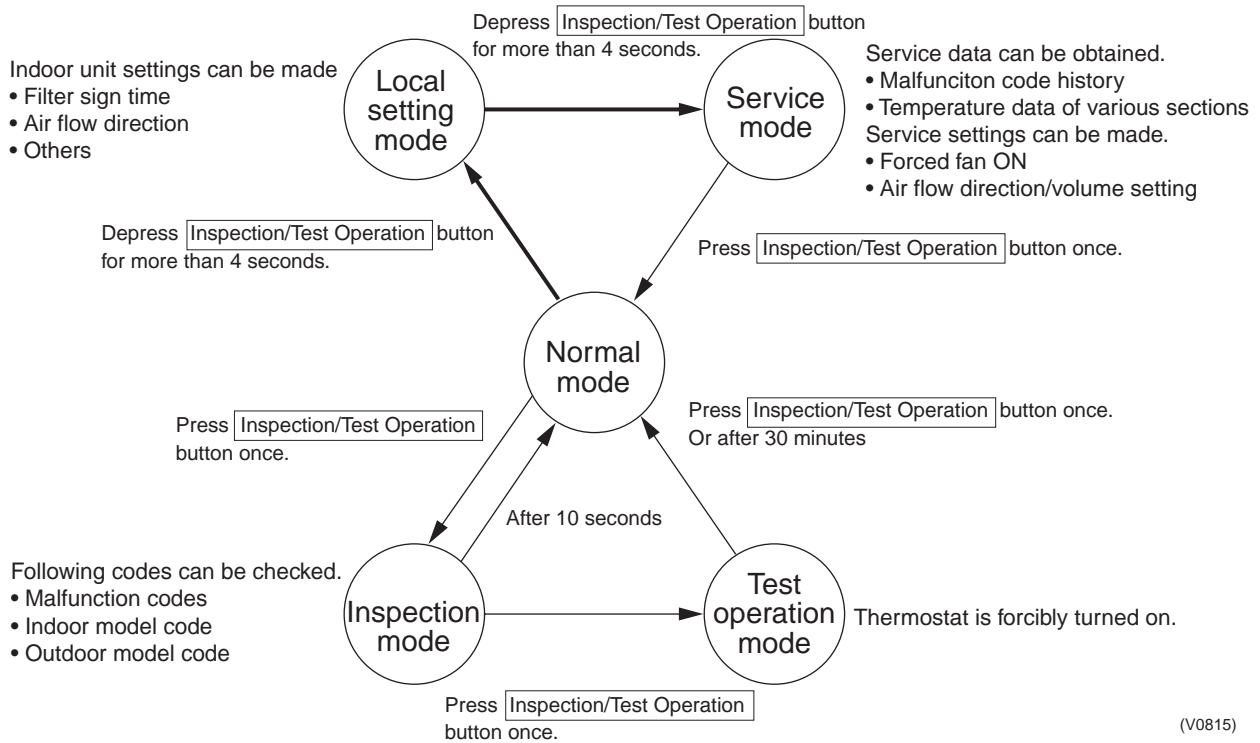 Depress Inspection/Test Operation button
for more than 4 seconds.
Indoor unit settings can be made
• Filter sign time
• Air flow direction
• Others
Local
setting
mode
Service
mode
Service data can be obtained.
• Malfunciton code history
• Temperature data of various sections
Service settings can be made.
• Forced fan ON
• Air flow direction/volume setting
Depress Inspection/Test Operation button
for more than 4 seconds.
Press Inspection/Test Operation button once.
Normal
mode
Press Inspection/Test Operation
button once.
Press Inspection/Test Operation button once.
Or after 30 minutes
After 10 seconds
Following codes can be checked.
• Malfunction codes
• Indoor model code
• Outdoor model code
Inspection
mode
Test
operation
mode
Thermostat is forcibly turned on.
Press Inspection/Test Operation
button once.
(V0815)